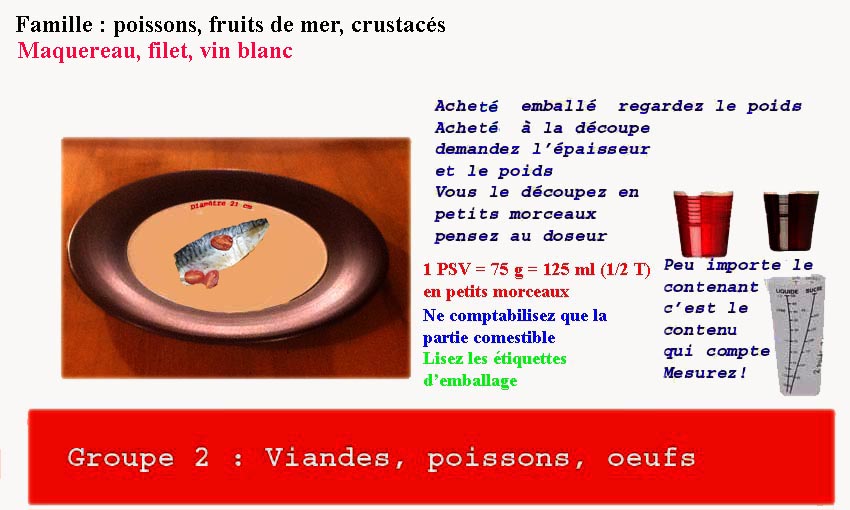 Famille : poissons, fruits de mer, crustacés
Maquereau, filet, vin blanc
Acheté emballé regardez le poids
Acheté à la découpe
demandez l'épaisseur
et le poids
Vous le découpez en
petits morceaux
pensez au doseur
Diamètre 21 cm
1 PSV = 75 g = 125 ml (1/2 T)
en petits morceaux
Ne comptabilisez que la
partie comestible
Lisez les étiquettes
d'emballage
Peu importe le
contenant
c'est le
contenu
qui compte
Mesurez!
LIQUIDE SUCRE
Groupe 2 : Viandes, poissons, oeufs